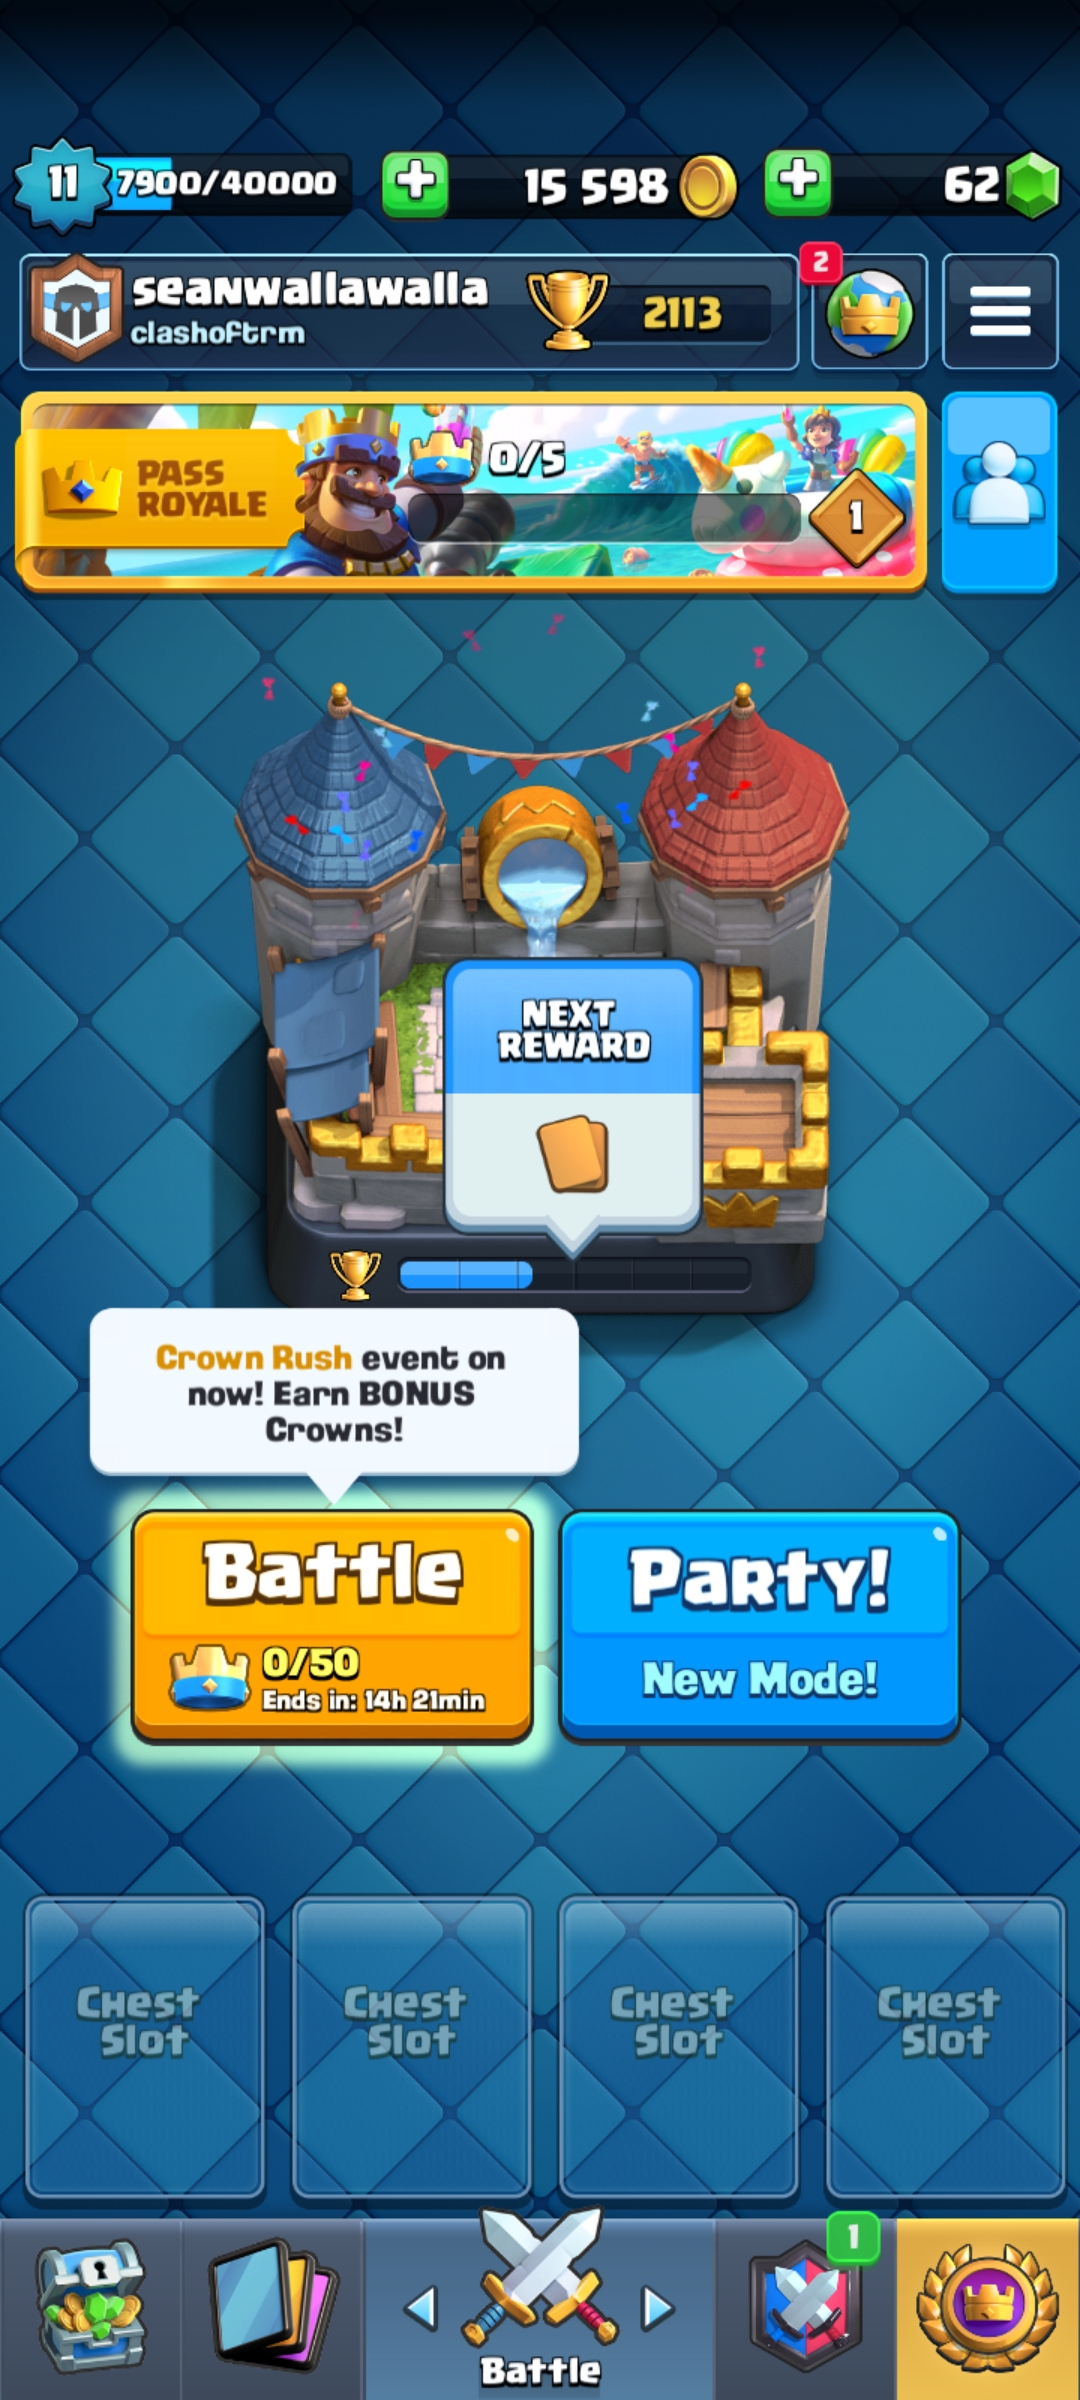 11
7900/40000
15 598
62
seanwallawalla
clashoftrm
2113
2
PASS
ROYALE
0/5
1
NEXT
REWARD
Crown Rush event on
now! Earn BONUS
Crowns!
Battle
0/50
Ends in: 14h 21min
Party!
New Mode!
Chest
Slot
Chest
Slot
Chest
Slot
Chest
Slot
1
Battle